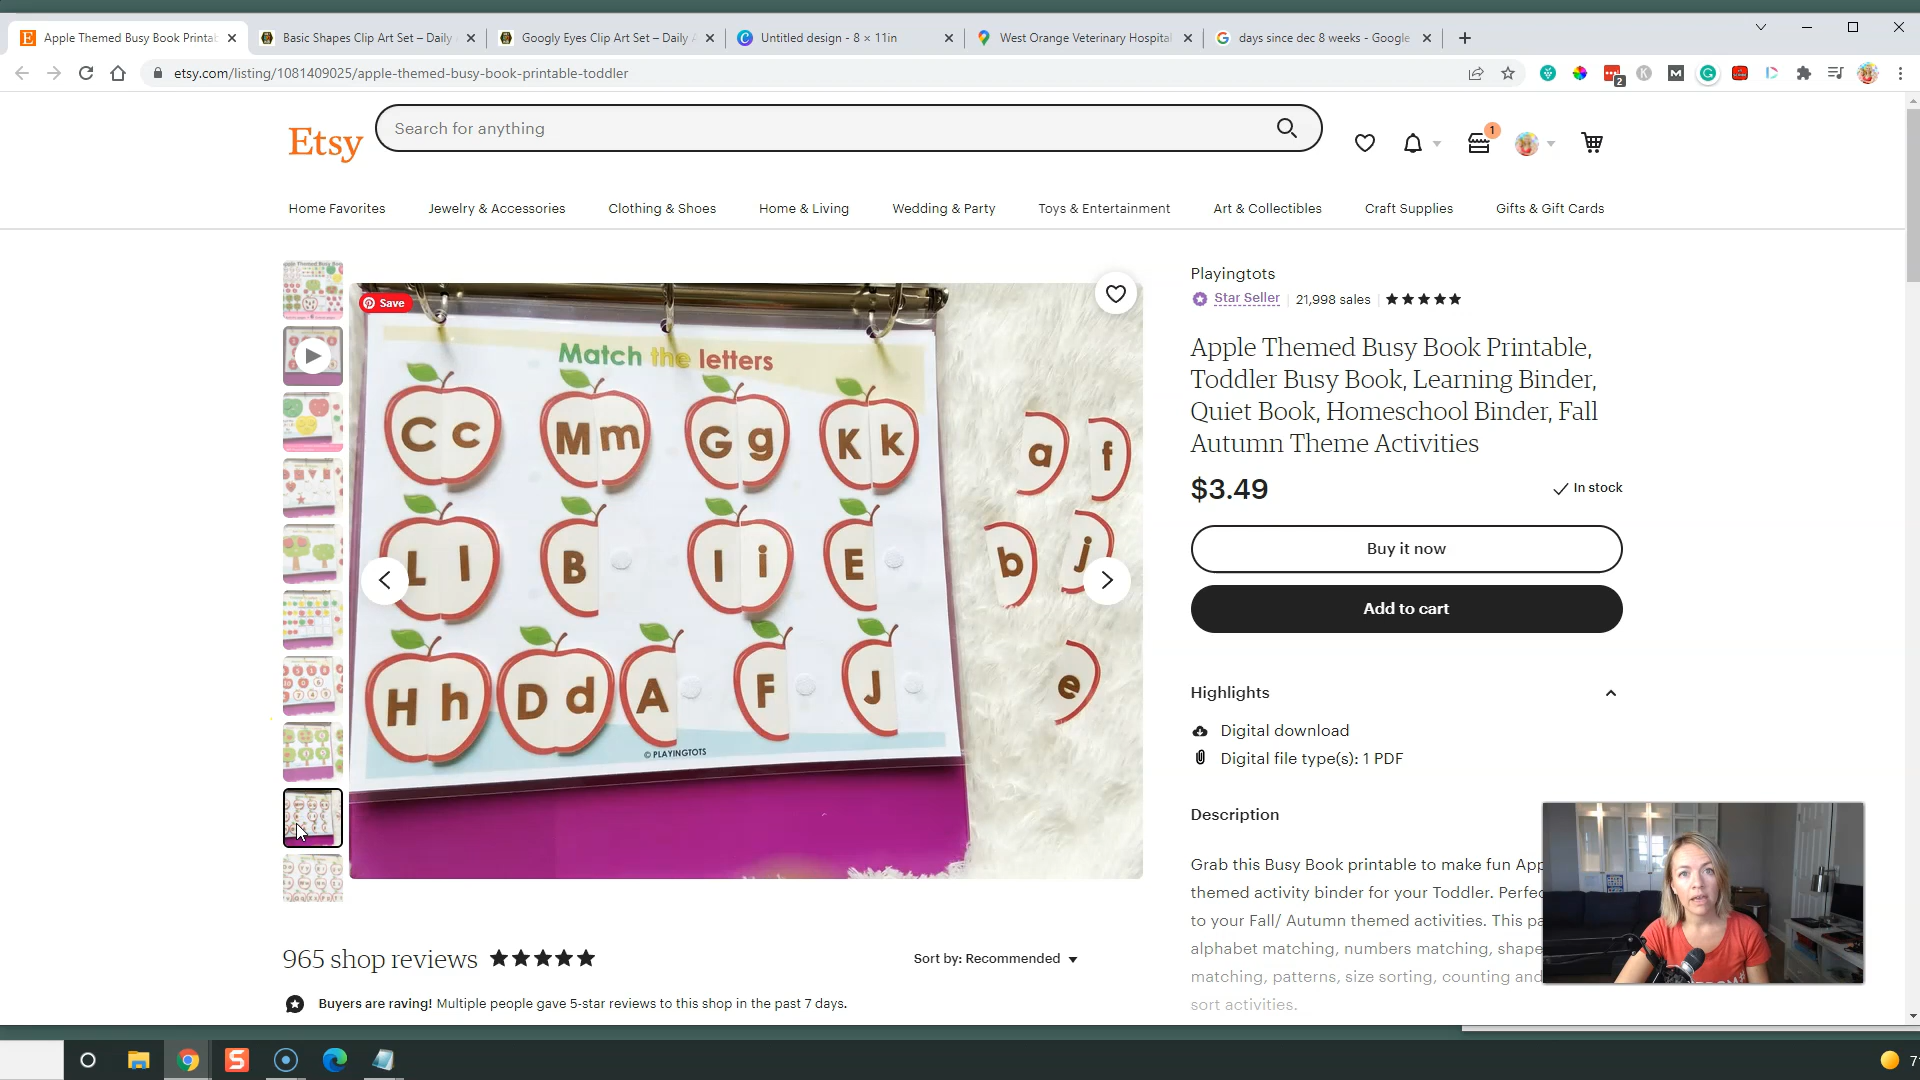 Apple Themed Busy Book Printab
Basic Shapes Clip Art Set – Daily
Googly Eyes Clip Art Set – Daily
Untitled design - 8 × 11in
West Orange Veterinary Hospital
days since dec 8 weeks - Google
etsy.com/listing/1081409025/apple-themed-busy-book-printable-toddler
2
Etsy
Search for anything
1
Home Favorites
Jewelry & Accessories
Clothing & Shoes
Home & Living
Wedding & Party
Toys & Entertainment
Art & Collectibles
Craft Supplies
Gifts & Gift Cards
Save
Match the letters
C c M m G g K k
L l B I i E
H h D d A F J
a f
b j
e
© PLAYINGTOTS
Playingtots
Star Seller 21,998 sales
Apple Themed Busy Book Printable,
Toddler Busy Book, Learning Binder,
Quiet Book, Homeschool Binder, Fall
Autumn Theme Activities
$3.49
In stock
Buy it now
Add to cart
Highlights
Digital download
Digital file type(s): 1 PDF
Description
Grab this Busy Book printable to make fun App
themed activity binder for your Toddler. Perfec
to your Fall/ Autumn themed activities. This pa
alphabet matching, numbers matching, shape
matching, patterns, size sorting, counting and
sort activities.
965 shop reviews
Sort by: Recommended
Buyers are raving! Multiple people gave 5-star reviews to this shop in the past 7 days.